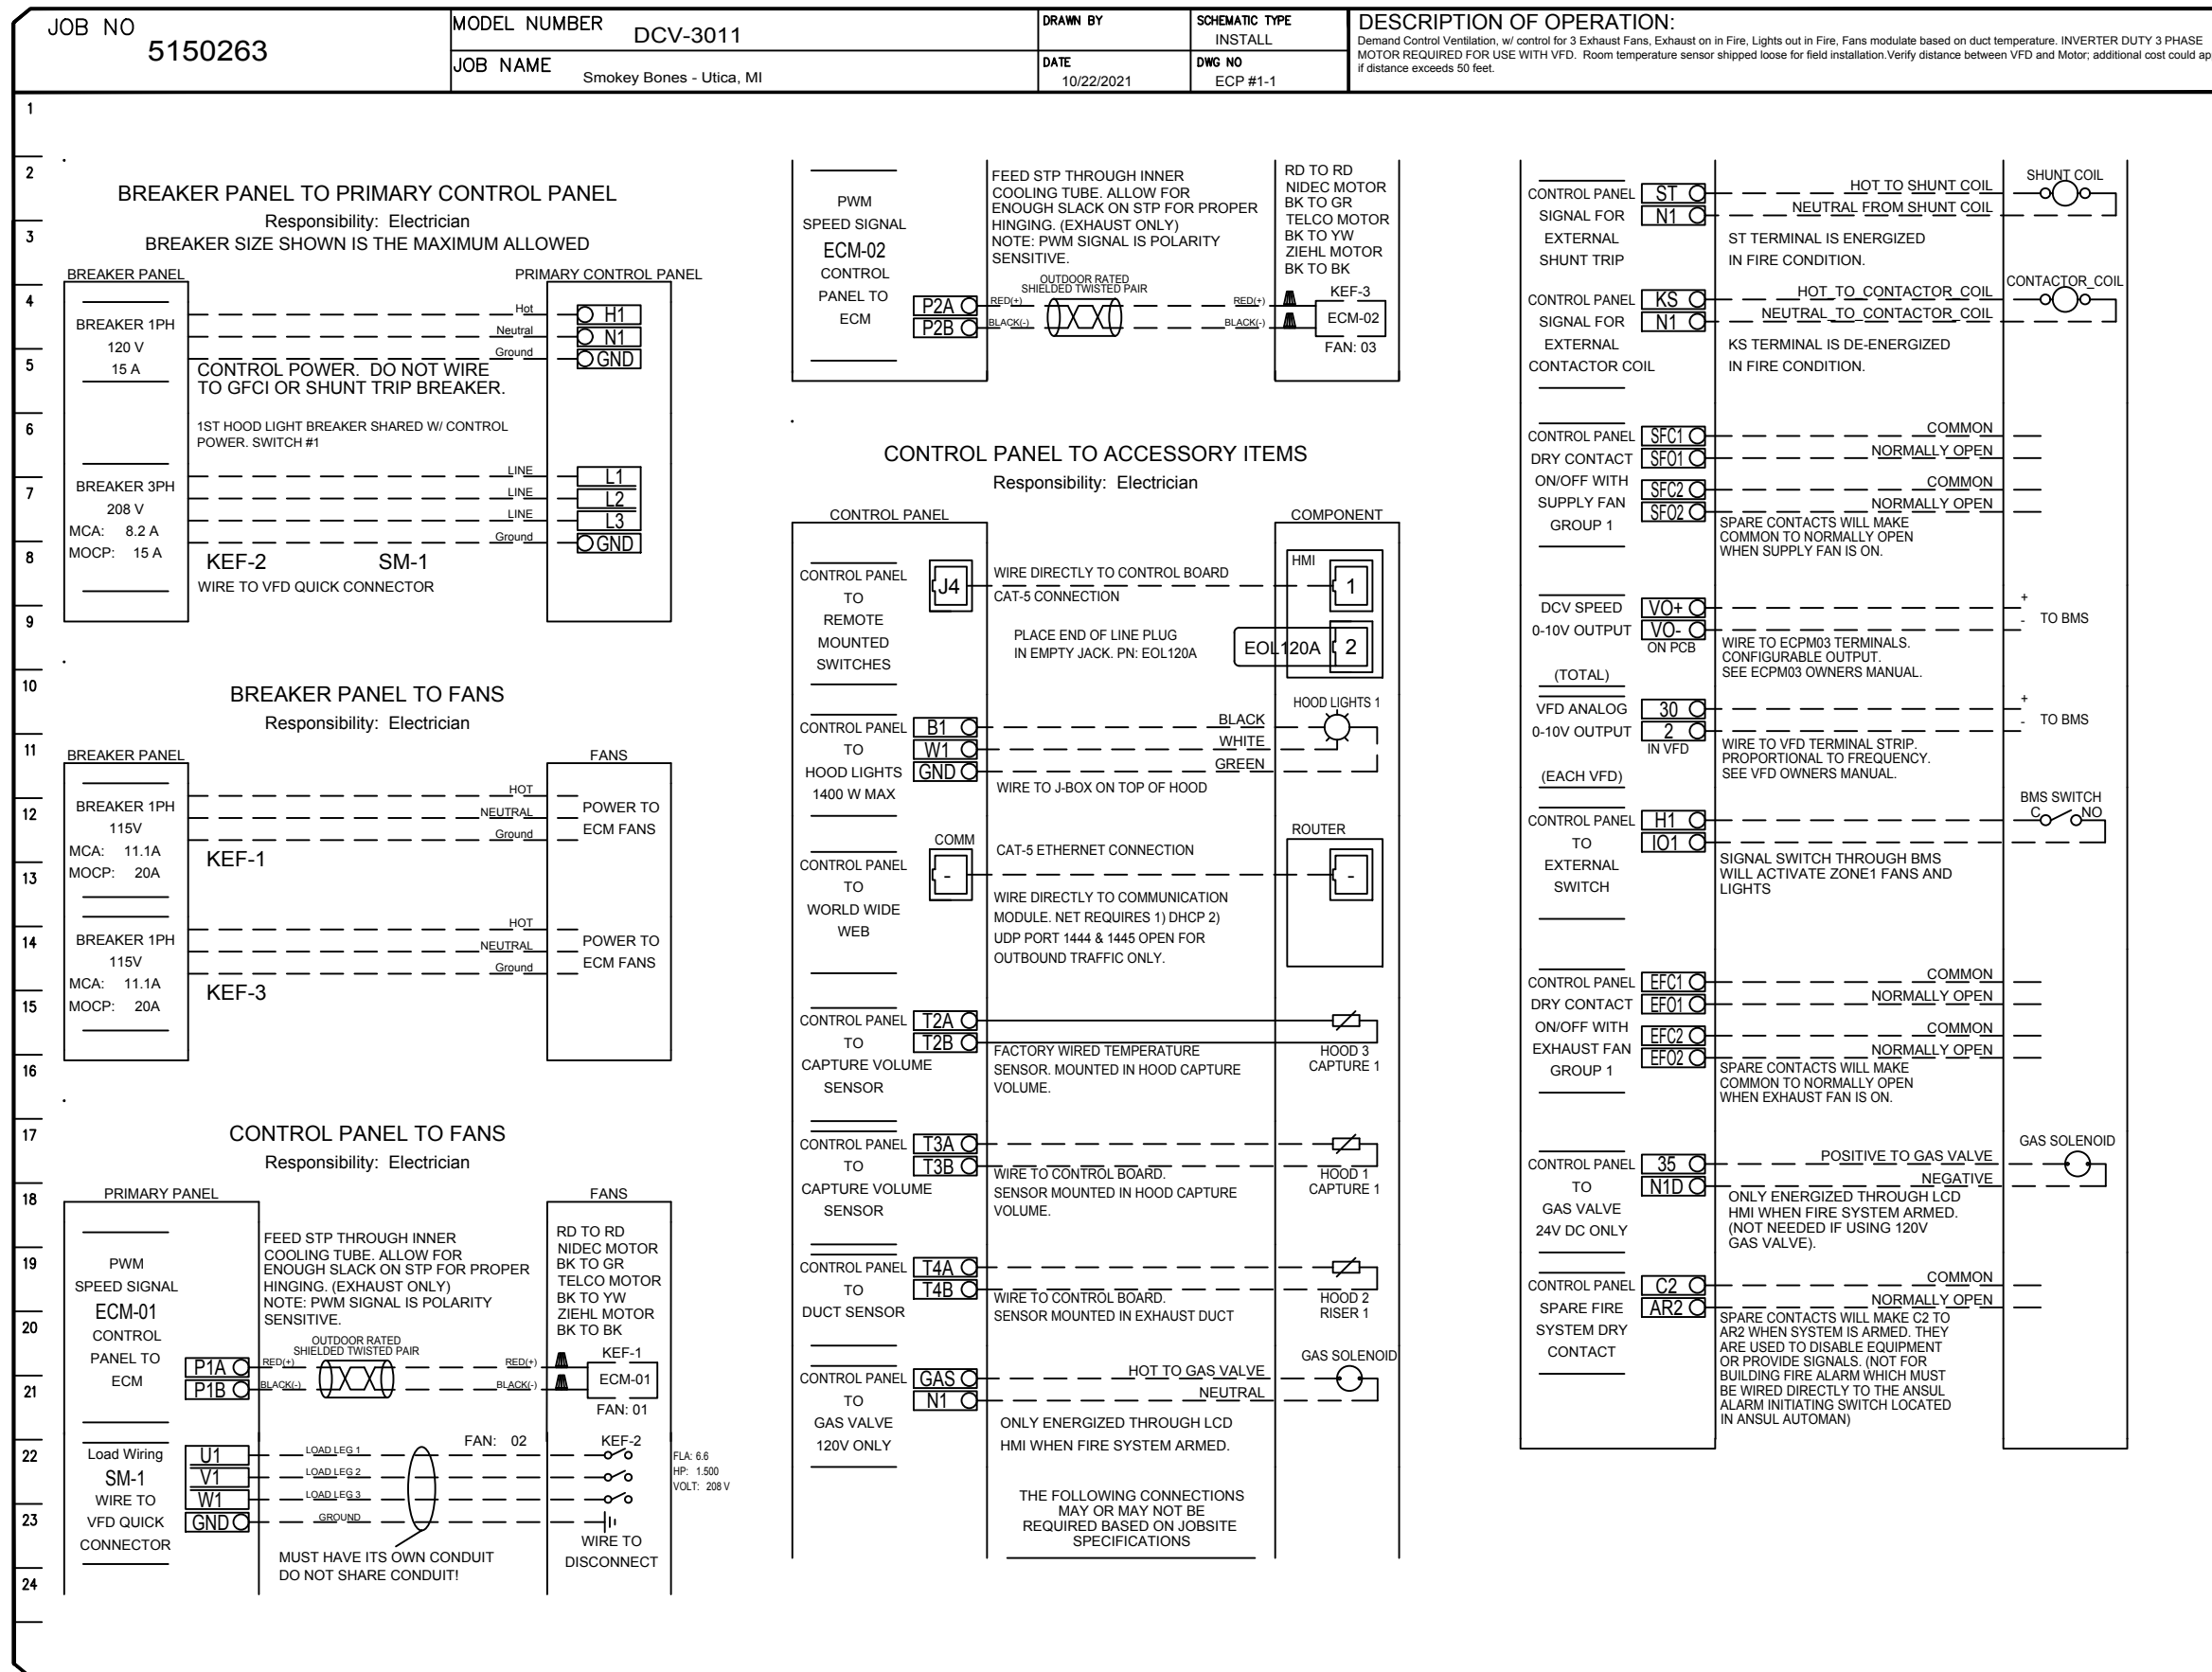 JOB NO
5150263
MODEL NUMBER
DCV-3011
JOB NAME
Smokey Bones - Utica, MI
DRAWN BY
DATE
10/22/2021
SCHEMATIC TYPE
INSTALL
DWG NO
ECP #1-1
DESCRIPTION OF OPERATION:
Demand Control Ventilation, w/ control for 3 Exhaust Fans, Exhaust on in Fire, Lights out in Fire, Fans modulate based on duct temperature. INVERTER DUTY 3 PHASE
MOTOR REQUIRED FOR USE WITH VFD. Room temperature sensor shipped loose for field installation.Verify distance between VFD and Motor; additional cost could ap
if distance exceeds 50 feet.
1
2
3
4
5
6
7
8
9
10
11
12
13
14
15
16
17
18
19
20
21
22
23
24
BREAKER PANEL TO PRIMARY CONTROL PANEL
Responsibility: Electrician
BREAKER SIZE SHOWN IS THE MAXIMUM ALLOWED
BREAKER PANEL
PRIMARY CONTROL PANEL
BREAKER 1PH
120 V
15 A
Hot
H1
Neutral
N1
Ground
GND
CONTROL POWER. DO NOT WIRE
TO GFCI OR SHUNT TRIP BREAKER.
1ST HOOD LIGHT BREAKER SHARED W/ CONTROL
POWER. SWITCH #1
BREAKER 3PH
208 V
MCA: 8.2 A
MOCP: 15 A
LINE
L1
LINE
L2
LINE
L3
Ground
GND
KEF-2
SM-1
WIRE TO VFD QUICK CONNECTOR
BREAKER PANEL TO FANS
Responsibility: Electrician
BREAKER PANEL
FANS
BREAKER 1PH
115V
MCA: 11.1A
MOCP: 20A
HOT
NEUTRAL
Ground
POWER TO
ECM FANS
KEF-1
BREAKER 1PH
115V
MCA: 11.1A
MOCP: 20A
HOT
NEUTRAL
Ground
POWER TO
ECM FANS
KEF-3
CONTROL PANEL TO FANS
Responsibility: Electrician
PRIMARY PANEL
FANS
PWM
SPEED SIGNAL
ECM-01
CONTROL
PANEL TO
ECM
FEED STP THROUGH INNER
COOLING TUBE. ALLOW FOR
ENOUGH SLACK ON STP FOR PROPER
HINGING. (EXHAUST ONLY)
NOTE: PWM SIGNAL IS POLARITY
SENSITIVE.
OUTDOOR RATED
SHIELDED TWISTED PAIR
RD TO RD
NIDEC MOTOR
BK TO GR
TELCO MOTOR
BK TO YW
ZIEHL MOTOR
BK TO BK
KEF-1
P1A
RED(+)
RED(+)
P1B
BLACK(-)
BLACK(-)
ECM-01
FAN: 01
Load Wiring
SM-1
WIRE TO
VFD QUICK
CONNECTOR
U1
LOAD LEG 1
V1
LOAD LEG 2
W1
LOAD LEG 3
GND
GROUND
FAN: 02
KEF-2
FLA: 6.6
HP: 1.500
VOLT: 208 V
WIRE TO
DISCONNECT
MUST HAVE ITS OWN CONDUIT
DO NOT SHARE CONDUIT!
PWM
SPEED SIGNAL
ECM-02
CONTROL
PANEL TO
ECM
FEED STP THROUGH INNER
COOLING TUBE. ALLOW FOR
ENOUGH SLACK ON STP FOR PROPER
HINGING. (EXHAUST ONLY)
NOTE: PWM SIGNAL IS POLARITY
SENSITIVE.
OUTDOOR RATED
SHIELDED TWISTED PAIR
RD TO RD
NIDEC MOTOR
BK TO GR
TELCO MOTOR
BK TO YW
ZIEHL MOTOR
BK TO BK
KEF-3
P2A
RED(+)
RED(+)
P2B
BLACK(-)
BLACK(-)
ECM-02
FAN: 03
CONTROL PANEL TO ACCESSORY ITEMS
Responsibility: Electrician
CONTROL PANEL
COMPONENT
CONTROL PANEL
TO
REMOTE
MOUNTED
SWITCHES
J4
WIRE DIRECTLY TO CONTROL BOARD
CAT-5 CONNECTION
HMI
1
PLACE END OF LINE PLUG
IN EMPTY JACK. PN: EOL120A
EOL120A
2
CONTROL PANEL
TO
HOOD LIGHTS
1400 W MAX
B1
BLACK
W1
WHITE
GND
GREEN
HOOD LIGHTS 1
WIRE TO J-BOX ON TOP OF HOOD
CONTROL PANEL
TO
WORLD WIDE
WEB
COMM
-
CAT-5 ETHERNET CONNECTION
ROUTER
-
WIRE DIRECTLY TO COMMUNICATION
MODULE. NET REQUIRES 1) DHCP 2)
UDP PORT 1444 & 1445 OPEN FOR
OUTBOUND TRAFFIC ONLY.
CONTROL PANEL
TO
CAPTURE VOLUME
SENSOR
T2A
T2B
FACTORY WIRED TEMPERATURE
SENSOR. MOUNTED IN HOOD CAPTURE
VOLUME.
HOOD 3
CAPTURE 1
CONTROL PANEL
TO
CAPTURE VOLUME
SENSOR
T3A
T3B
WIRE TO CONTROL BOARD.
SENSOR MOUNTED IN HOOD CAPTURE
VOLUME.
HOOD 1
CAPTURE 1
CONTROL PANEL
TO
DUCT SENSOR
T4A
T4B
WIRE TO CONTROL BOARD.
SENSOR MOUNTED IN EXHAUST DUCT
HOOD 2
RISER 1
CONTROL PANEL
TO
GAS VALVE
120V ONLY
GAS
HOT TO GAS VALVE
N1
NEUTRAL
GAS SOLENOID
ONLY ENERGIZED THROUGH LCD
HMI WHEN FIRE SYSTEM ARMED.
THE FOLLOWING CONNECTIONS
MAY OR MAY NOT BE
REQUIRED BASED ON JOBSITE
SPECIFICATIONS
CONTROL PANEL
SIGNAL FOR
EXTERNAL
SHUNT TRIP
ST
HOT TO SHUNT COIL
N1
NEUTRAL FROM SHUNT COIL
SHUNT COIL
ST TERMINAL IS ENERGIZED
IN FIRE CONDITION.
CONTROL PANEL
SIGNAL FOR
EXTERNAL
CONTACTOR COIL
KS
HOT_TO_CONTACTOR_COIL
N1
NEUTRAL_TO_CONTACTOR_COIL
CONTACTOR_COIL
KS TERMINAL IS DE-ENERGIZED
IN FIRE CONDITION.
CONTROL PANEL
DRY CONTACT
ON/OFF WITH
SUPPLY FAN
GROUP 1
SFC1
COMMON
SFO1
NORMALLY OPEN
SFC2
COMMON
SFO2
NORMALLY OPEN
SPARE CONTACTS WILL MAKE
COMMON TO NORMALLY OPEN
WHEN SUPPLY FAN IS ON.
DCV SPEED
0-10V OUTPUT
(TOTAL)
VO+
VO-
ON PCB
+
-
TO BMS
WIRE TO ECPM03 TERMINALS.
CONFIGURABLE OUTPUT.
SEE ECPM03 OWNERS MANUAL.
VFD ANALOG
0-10V OUTPUT
(EACH VFD)
30
2
IN VFD
+
-
TO BMS
WIRE TO VFD TERMINAL STRIP.
PROPORTIONAL TO FREQUENCY.
SEE VFD OWNERS MANUAL.
CONTROL PANEL
TO
EXTERNAL
SWITCH
H1
IO1
BMS SWITCH
C
NO
SIGNAL SWITCH THROUGH BMS
WILL ACTIVATE ZONE1 FANS AND
LIGHTS
CONTROL PANEL
DRY CONTACT
ON/OFF WITH
EXHAUST FAN
GROUP 1
EFC1
COMMON
EFO1
NORMALLY OPEN
EFC2
COMMON
EFO2
NORMALLY OPEN
SPARE CONTACTS WILL MAKE
COMMON TO NORMALLY OPEN
WHEN EXHAUST FAN IS ON.
CONTROL PANEL
TO
GAS VALVE
24V DC ONLY
35
POSITIVE TO GAS VALVE
N1D
NEGATIVE
GAS SOLENOID
ONLY ENERGIZED THROUGH LCD
HMI WHEN FIRE SYSTEM ARMED.
(NOT NEEDED IF USING 120V
GAS VALVE).
CONTROL PANEL
SPARE FIRE
SYSTEM DRY
CONTACT
C2
COMMON
AR2
NORMALLY OPEN
SPARE CONTACTS WILL MAKE C2 TO
AR2 WHEN SYSTEM IS ARMED. THEY
ARE USED TO DISABLE EQUIPMENT
OR PROVIDE SIGNALS. (NOT FOR
BUILDING FIRE ALARM WHICH MUST
BE WIRED DIRECTLY TO THE ANSUL
ALARM INITIATING SWITCH LOCATED
IN ANSUL AUTOMAN)